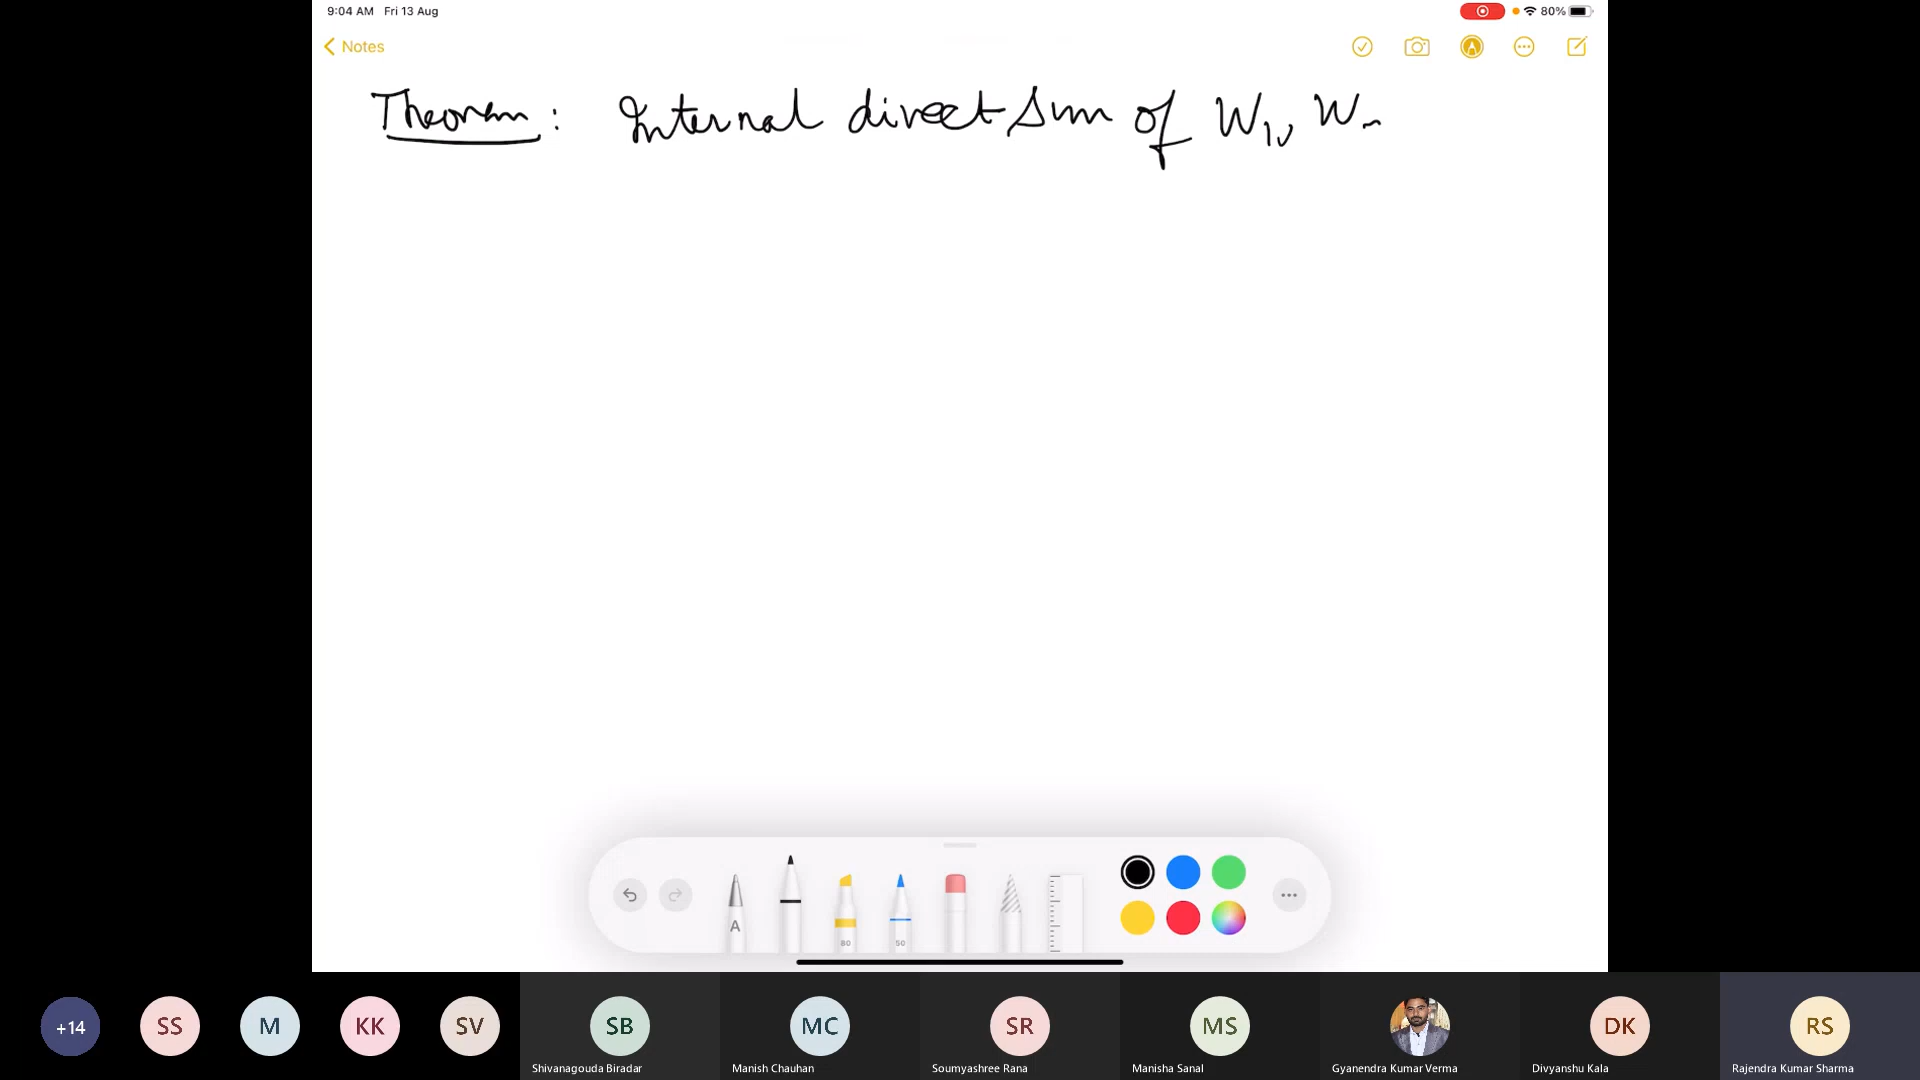 9:04 AM Fri 13 Aug
80%
Notes
Theorem : Internal direct sum of W1, W
A
80
50
+14
SS
M
KK
SV
SB
MC
SR
MS
DK
RS
Shivanagouda Biradar
Manish Chauhan
Soumyashree Rana
Manisha Sanal
Gyanendra Kumar Verma
Divyanshu Kala
Rajendra Kumar Sharma